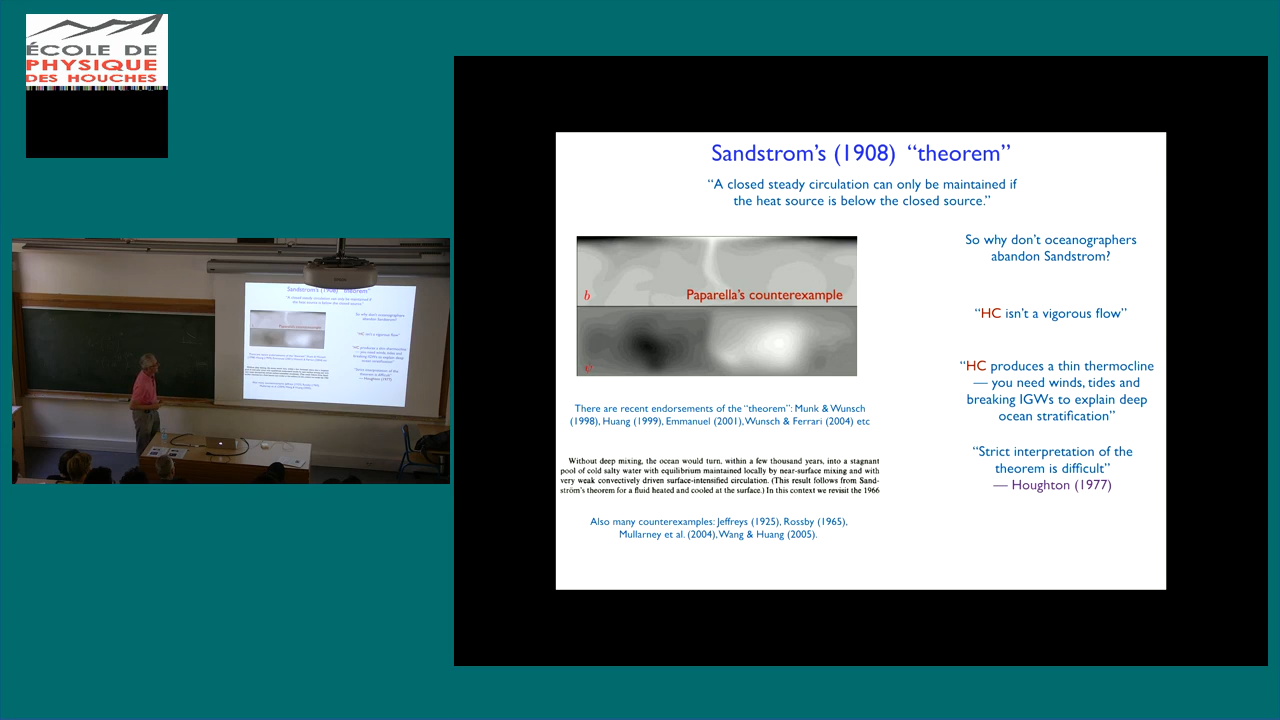 ÉCOLE DE
PHYSIQUE
DES HOUCHES
Sandstrom’s (1908) “theorem”
“A closed steady circulation can only be maintained if
the heat source is below the closed source.”
b
Paparella’s counterexample
So why don’t oceanographers
abandon Sandstrom?
“HC isn’t a vigorous flow”
“HC produces a thin thermocline
— you need winds, tides and
breaking IGWs to explain deep
ocean stratification”
“Strict interpretation of the
theorem is difficult”
— Houghton (1977)
There are recent endorsements of the “theorem”: Munk & Wunsch
(1998), Huang (1999), Emmanuel (2001), Wunsch & Ferrari (2004) etc
Without deep mixing, the ocean would turn, within a few thousand years, into a stagnant
pool of cold salty water with equilibrium maintained locally by near-surface mixing and with
very weak convectively driven surface-intensified circulation. (This result follows from Sand-
ström’s theorem for a fluid heated and cooled at the surface.) In this context we revisit the 1966
Also many counterexamples: Jeffreys (1925), Rossby (1965),
Mullarney et al. (2004), Wang & Huang (2005).